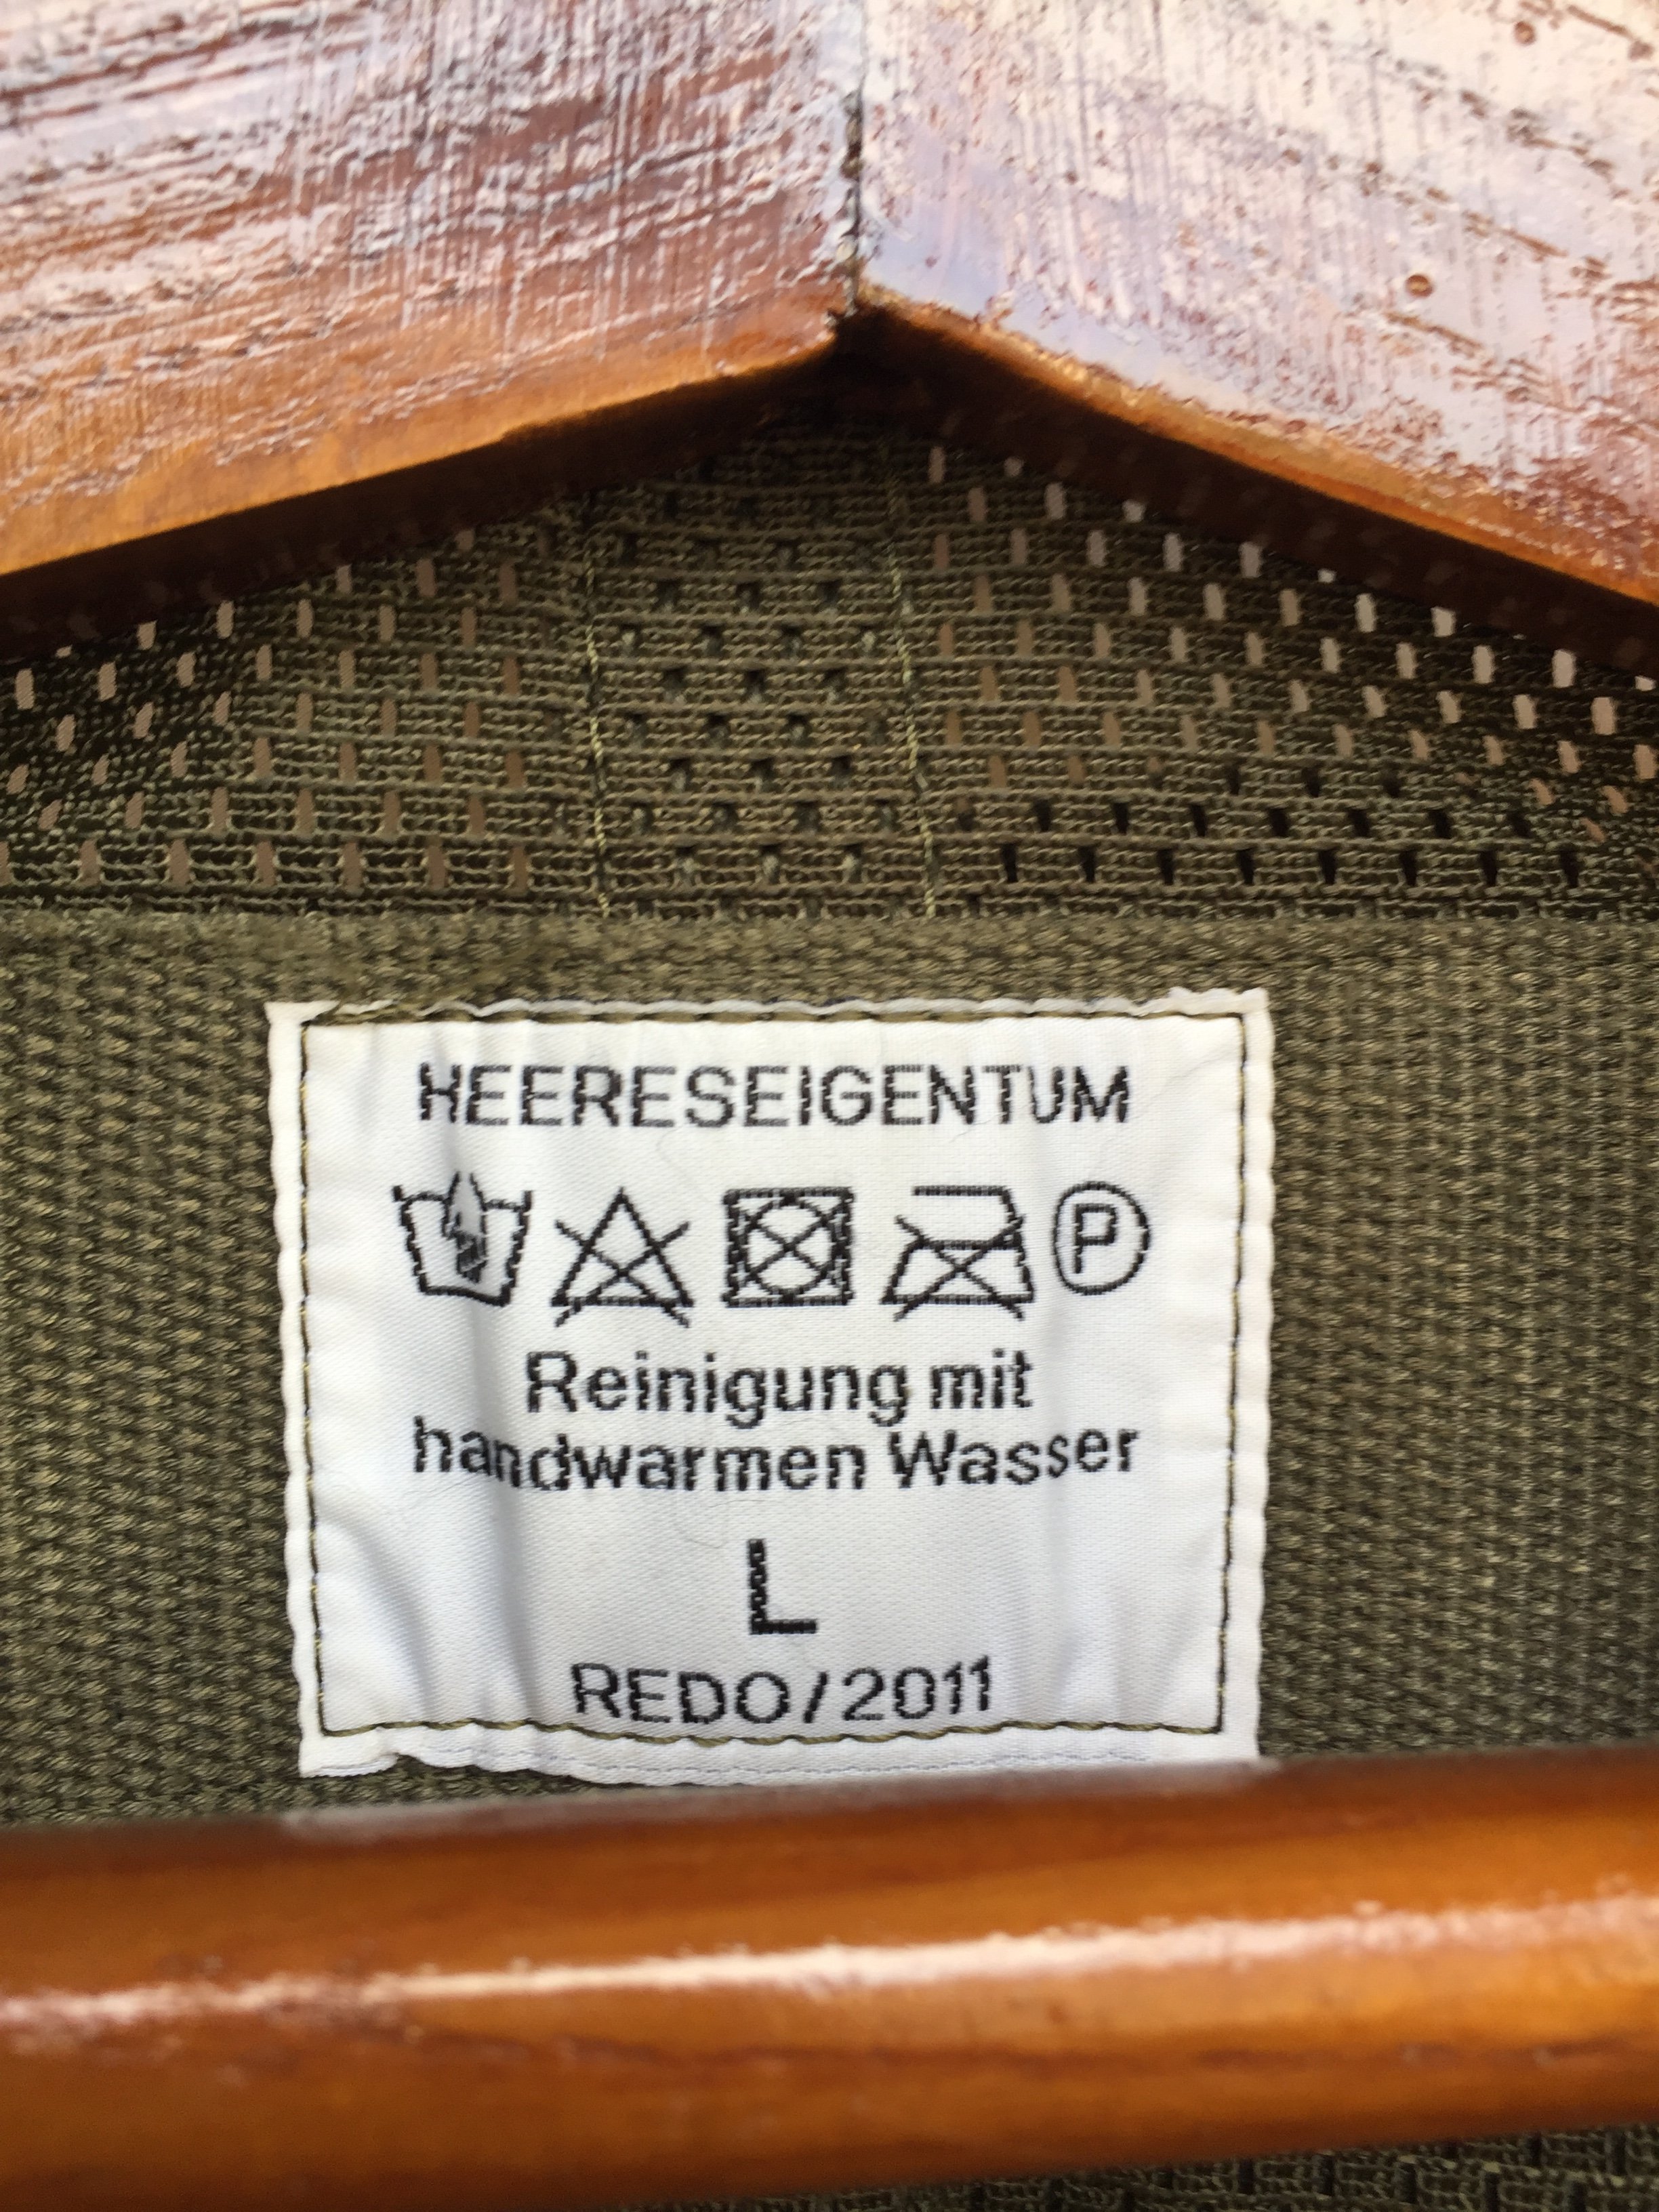 HEERESEIGENTUM
P
Reinigung mit
handwarmen Wasser
L
REDO/2011